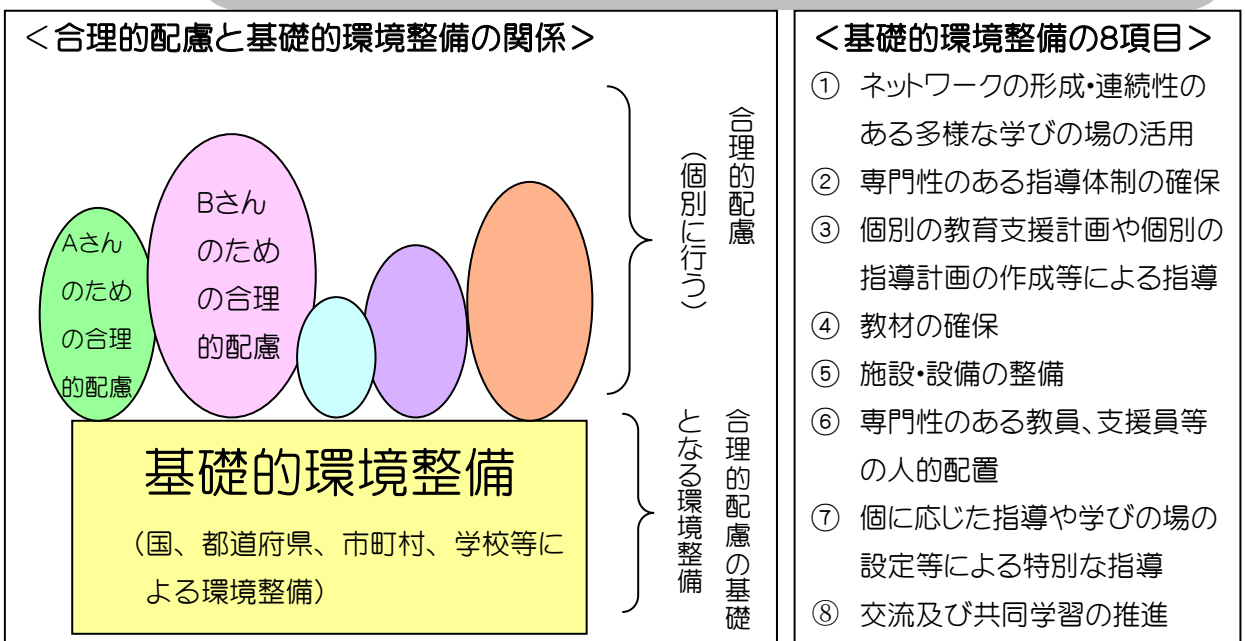 ＜合理的配慮と基礎的環境整備の関係＞
Aさん
のため
の合理
的配慮
Bさん
のため
の合理
的配慮
合理的配慮
（個別に行う）
基礎的環境整備
（国、都道府県、市町村、学校等に
よる環境整備）
合理的配慮の基礎
となる環境整備
＜基礎的環境整備の8項目＞
① ネットワークの形成・連続性の
ある多様な学びの場の活用
② 専門性のある指導体制の確保
③ 個別の教育支援計画や個別の
指導計画の作成等による指導
④ 教材の確保
⑤ 施設・設備の整備
⑥ 専門性のある教員、支援員等
の人的配置
⑦ 個に応じた指導や学びの場の
設定等による特別な指導
⑧ 交流及び共同学習の推進